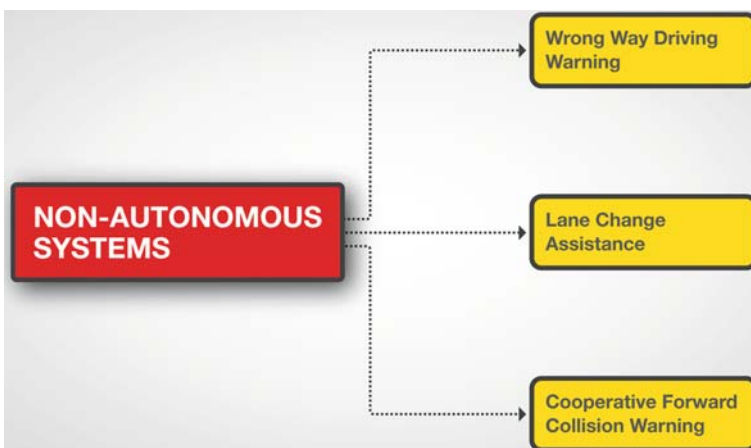 Wrong Way Driving
Warning
NON-AUTONOMOUS
SYSTEMS
Lane Change
Assistance
Cooperative Forward
Collision Warning